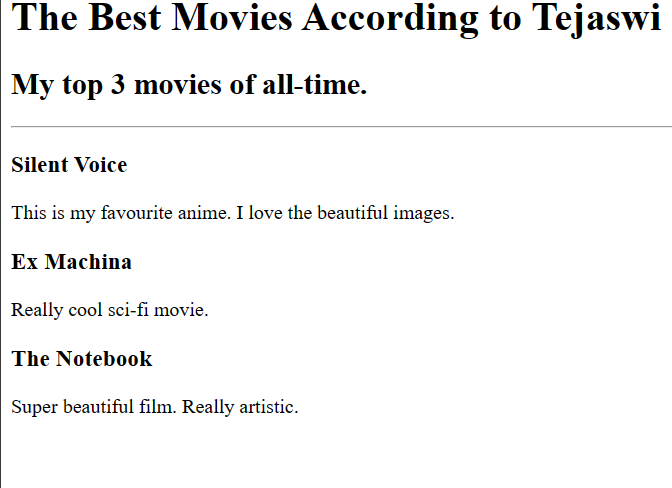 The Best Movies According to Tejaswi
My top 3 movies of all-time.
Silent Voice
This is my favourite anime. I love the beautiful images.
Ex Machina
Really cool sci-fi movie.
The Notebook
Super beautiful film. Really artistic.